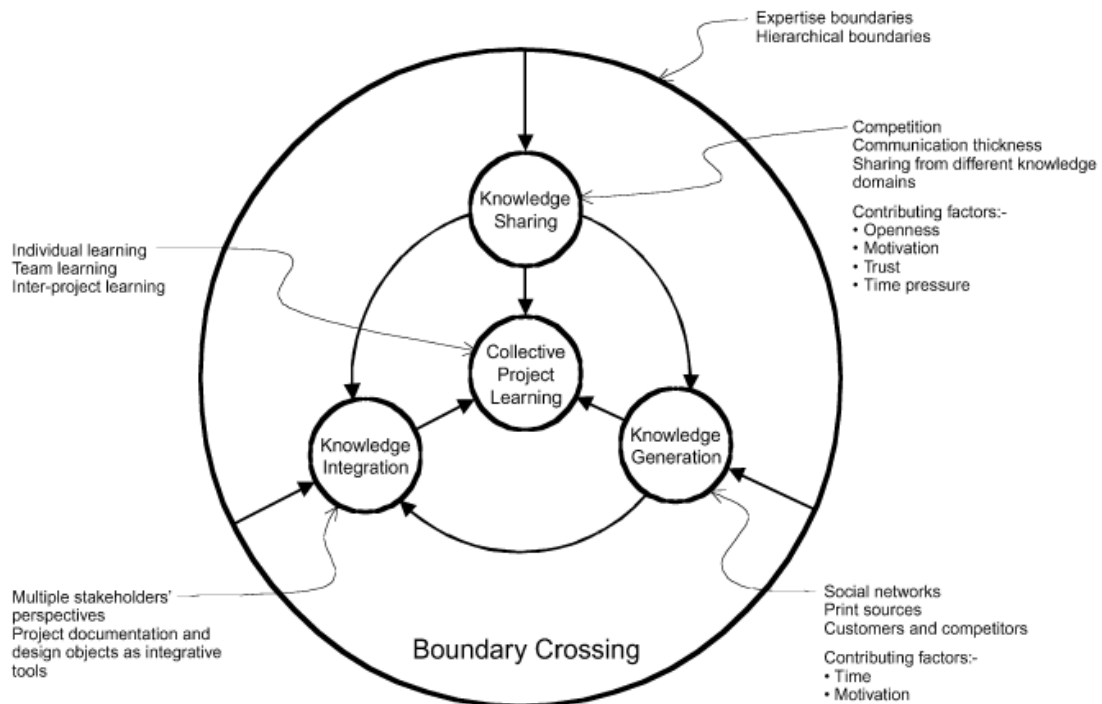 Expertise boundaries
Hierarchical boundaries
Competition
Communication thickness
Sharing from different knowledge
domains
Contributing factors:-
• Openness
• Motivation
• Trust
• Time pressure
Knowledge
Sharing
Individual learning
Team learning
Inter-project learning
Collective
Project
Learning
Knowledge
Integration
Knowledge
Generation
Multiple stakeholders'
perspectives
Project documentation and
design objects as integrative
tools
Boundary Crossing
Social networks
Print sources
Customers and competitors
Contributing factors:-
• Time
• Motivation